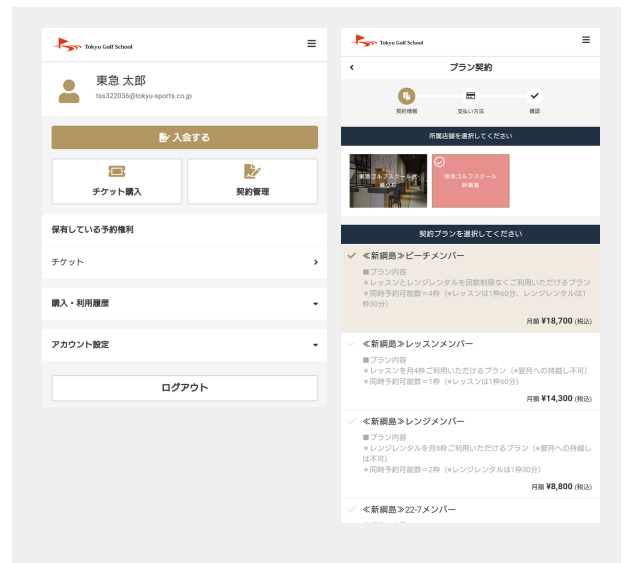 Tokyu Golf School
東急 太郎
tss322036@tokyu-sports.co.jp
入会する
チケット購入
契約管理
保有している予約権利
チケット
購入・利用履歴
アカウント設定
ログアウト
Tokyu Golf School
プラン契約
契約情報
支払い方法
確認
所属店舗を選択してください
東急ゴルフスクール武
蔵小杉
東急ゴルフスクール
新綱島
契約プランを選択してください
≪新綱島≫ビーチメンバー
■プラン内容
＊レッスンとレンジレンタルを回数制限なくご利用いただけるプラン
＊同時予約可能数＝4枠（※レッスンは1枠60分、レンジレンタルは1
枠30分）
月額 ¥18,700 (税込)
≪新綱島≫レッスンメンバー
■プラン内容
＊レッスンを月4枠ご利用いただけるプラン（※翌月への持越し不可）
＊同時予約可能数＝1枠（※レッスンは1枠60分）
月額 ¥14,300 (税込)
≪新綱島≫レンジメンバー
■プラン内容
＊レンジレンタルを月8枠ご利用いただけるプラン（※翌月への持越し
は不可）
＊同時予約可能数＝2枠（※レンジレンタルは1枠30分）
月額 ¥8,800 (税込)
≪新綱島≫22-7メンバー